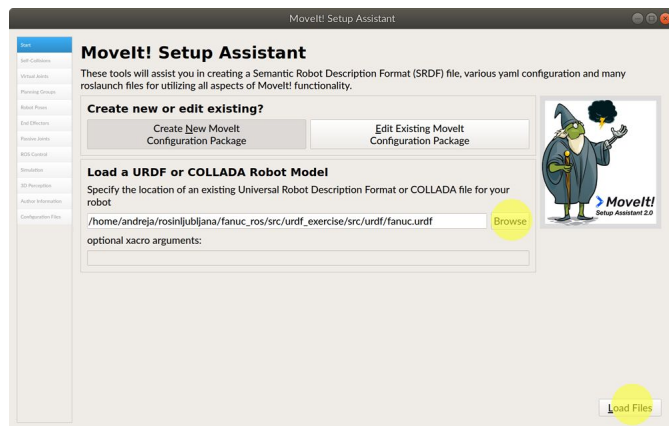 MoveIt! Setup Assistant
Start
Self-Collisions
Virtual Joints
Planning Groups
Robot Poses
End Effectors
Passive Joints
ROS Control
Simulation
3D Perception
Author Information
Configuration Files
MoveIt! Setup Assistant
These tools will assist you in creating a Semantic Robot Description Format (SRDF) file, various yaml configuration and many
roslaunch files for utilizing all aspects of MoveIt! functionality.
Create new or edit existing?
Create New MoveIt
Configuration Package
Edit Existing MoveIt
Configuration Package
Load a URDF or COLLADA Robot Model
Specify the location of an existing Universal Robot Description Format or COLLADA file for your
robot
/home/andreja/rosinljubljana/fanuc_ros/src/urdf_exercise/src/urdf/fanuc.urdf
Browse
optional xacro arguments:
MoveIt!
Setup Assistant 2.0
Load Files